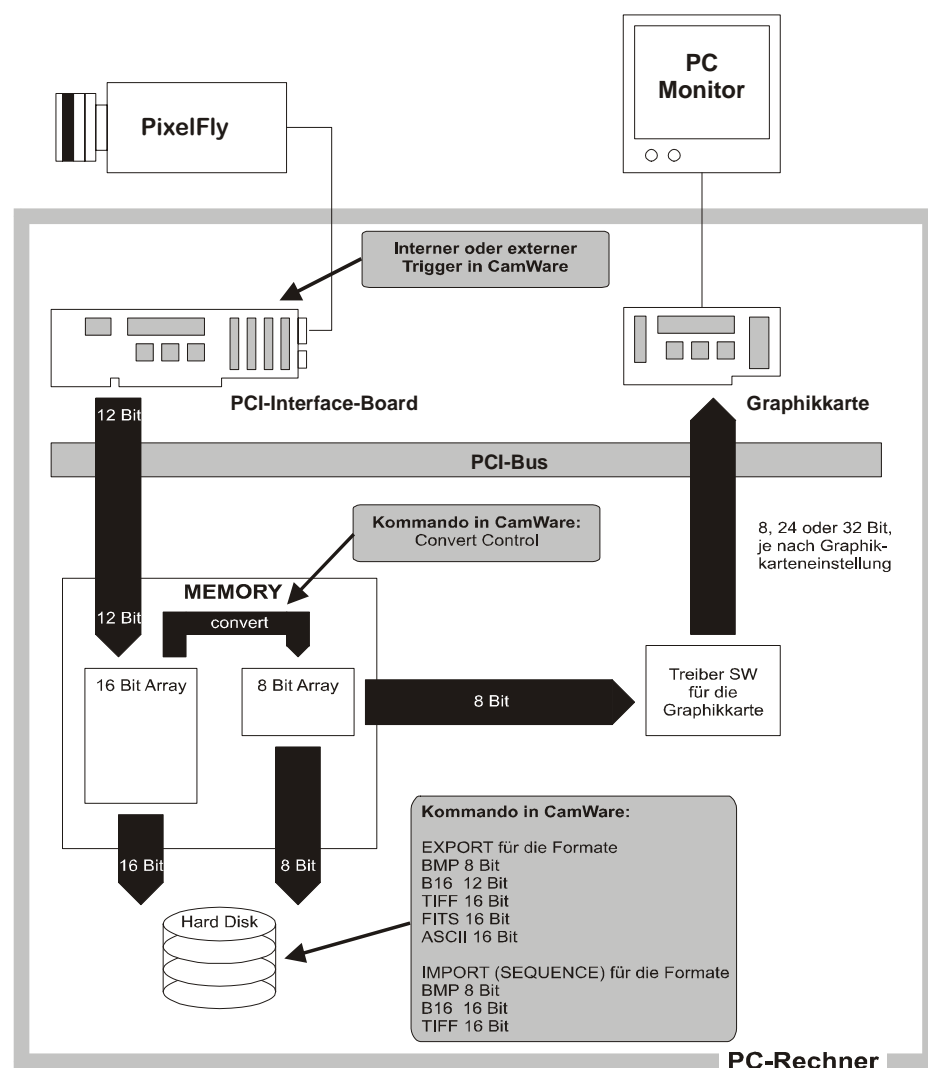 PC
Monitor
PixelFly
Interner oder externer
Trigger in CamWare
PCI-Interface-Board
Graphikkarte
12 Bit
PCI-Bus
Kommando in CamWare:
Convert Control
8, 24 oder 32 Bit,
je nach Graphik-
karteneinstellung
MEMORY
12 Bit
convert
16 Bit Array
8 Bit Array
8 Bit
Treiber SW
für die
Graphikkarte
16 Bit
8 Bit
Hard Disk
Kommando in CamWare:
EXPORT für die Formate
BMP 8 Bit
B16 12 Bit
TIFF 16 Bit
FITS 16 Bit
ASCII 16 Bit
IMPORT (SEQUENCE) für die Formate
BMP 8 Bit
B16 16 Bit
TIFF 16 Bit
PC-Rechner